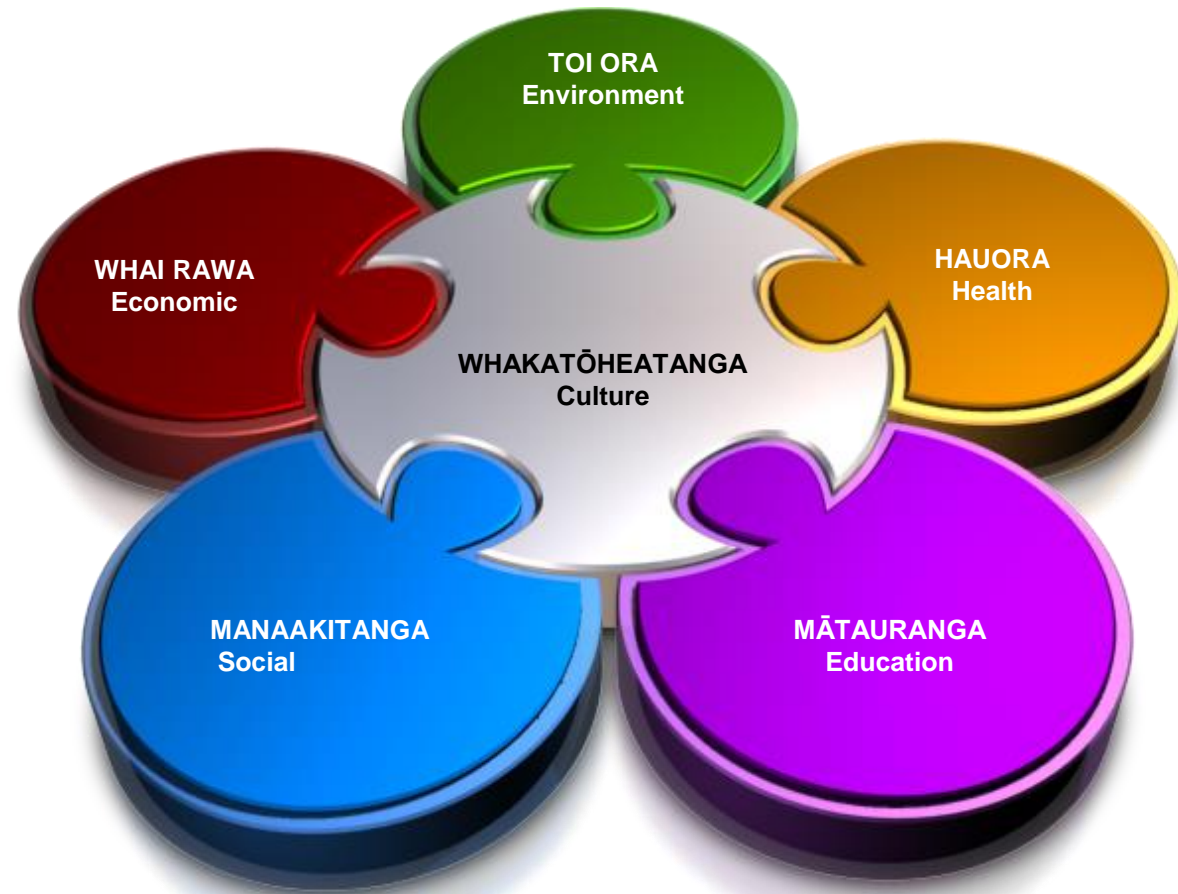 TOI ORA
Environment
WHAI RAWA
Economic
HAUORA
Health
WHAKATŌHEATANGA
Culture
MANAAKITANGA
Social
MĀTAURANGA
Education